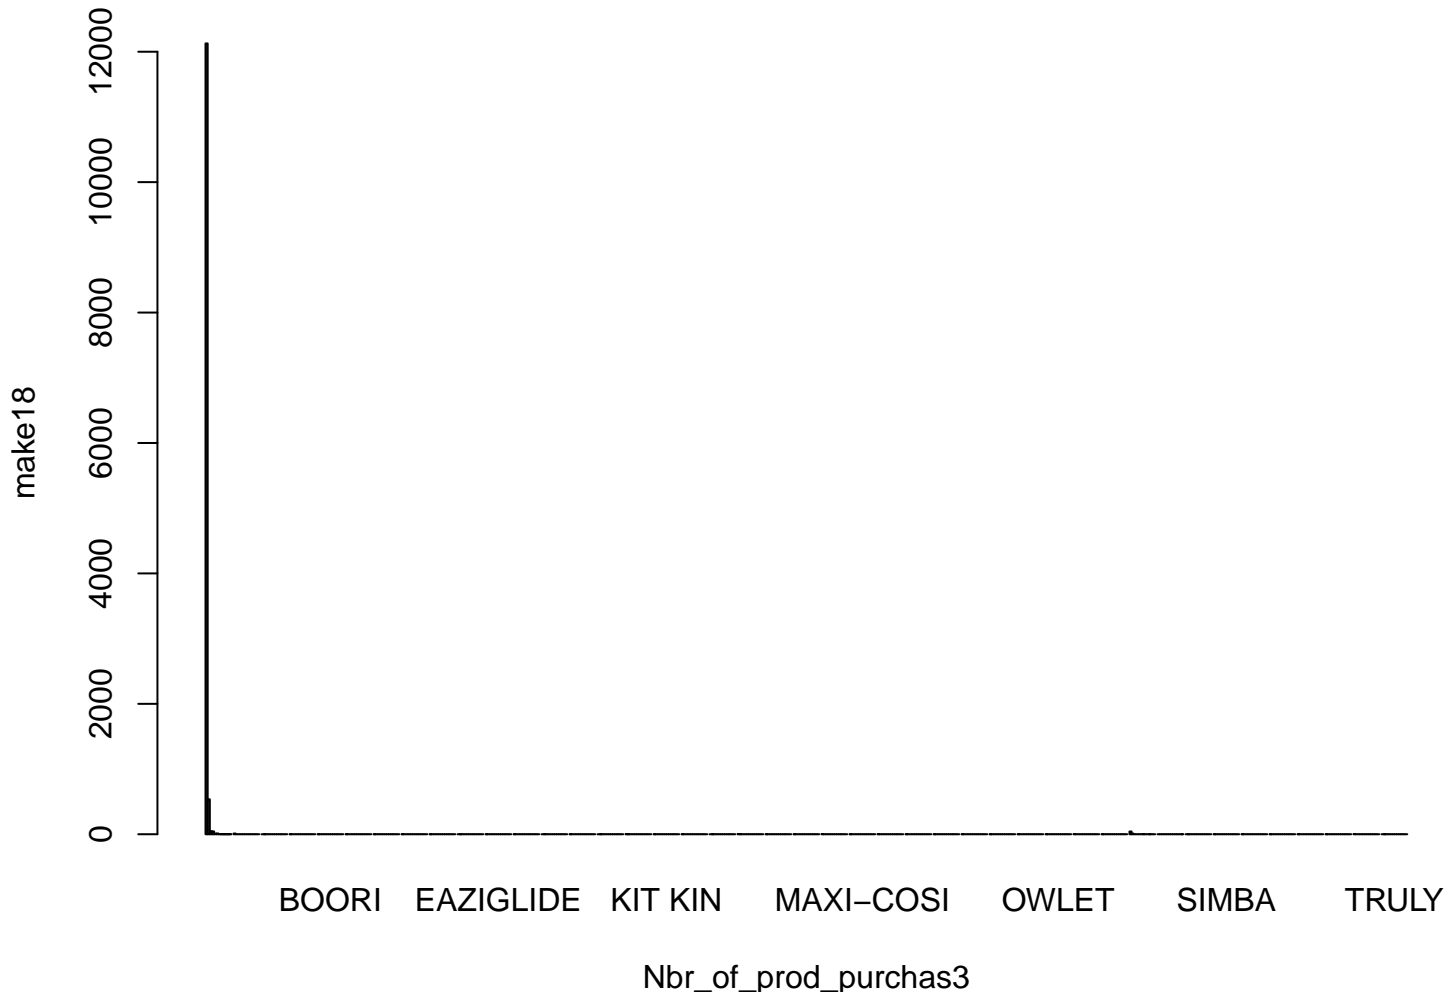 12000
10000
8000
6000
4000
2000
0
make18
BOORI EAZIGLIDE KIT KIN MAXI−COSI OWLET SIMBA TRULY
Nbr_of_prod_purchas3